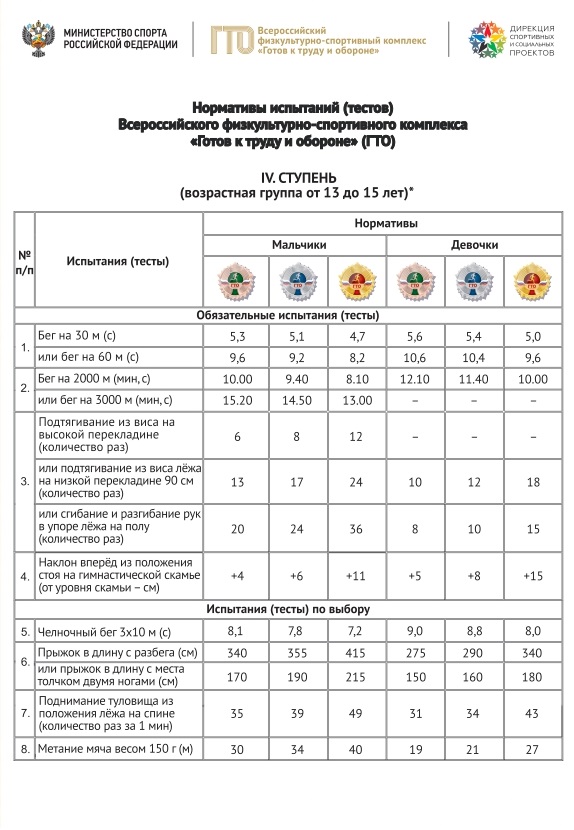 МИНИСТЕРСТВО СПОРТА
РОССИЙСКОЙ ФЕДЕРАЦИИ
ГТО
Всероссийский
физкультурно-спортивный комплекс
«Готов к труду и обороне»
ДИРЕКЦИЯ
СПОРТИВНЫХ
И СОЦИАЛЬНЫХ
ПРОЕКТОВ
Нормативы испытаний (тестов)
Всероссийского физкультурно-спортивного комплекса
«Готов к труду и обороне» (ГТО)
IV. СТУПЕНЬ
(возрастная группа от 13 до 15 лет)*
№ п/п Испытания (тесты) Нормативы
Мальчики Девочки
ГТО ГТО ГТО ГТО ГТО ГТО
Обязательные испытания (тесты)
1. Бег на 30 м (с) 5,3 5,1 4,7 5,6 5,4 5,0
или бег на 60 м (с) 9,6 9,2 8,2 10,6 10,4 9,6
2. Бег на 2000 м (мин, с) 10.00 9.40 8.10 12.10 11.40 10.00
или бег на 3000 м (мин, с) 15.20 14.50 13.00 – – –
3. Подтягивание из виса на
высокой перекладине
(количество раз) 6 8 12 – – –
или подтягивание из виса лёжа
на низкой перекладине 90 см
(количество раз) 13 17 24 10 12 18
или сгибание и разгибание рук
в упоре лёжа на полу
(количество раз) 20 24 36 8 10 15
4. Наклон вперёд из положения
стоя на гимнастической скамье
(от уровня скамьи – см) +4 +6 +11 +5 +8 +15
Испытания (тесты) по выбору
5. Челночный бег 3х10 м (с) 8,1 7,8 7,2 9,0 8,8 8,0
6. Прыжок в длину с разбега (см) 340 355 415 275 290 340
или прыжок в длину с места
толчком двумя ногами (см) 170 190 215 150 160 180
7. Поднимание туловища из
положения лёжа на спине
(количество раз за 1 мин) 35 39 49 31 34 43
8. Метание мяча весом 150 г (м) 30 34 40 19 21 27